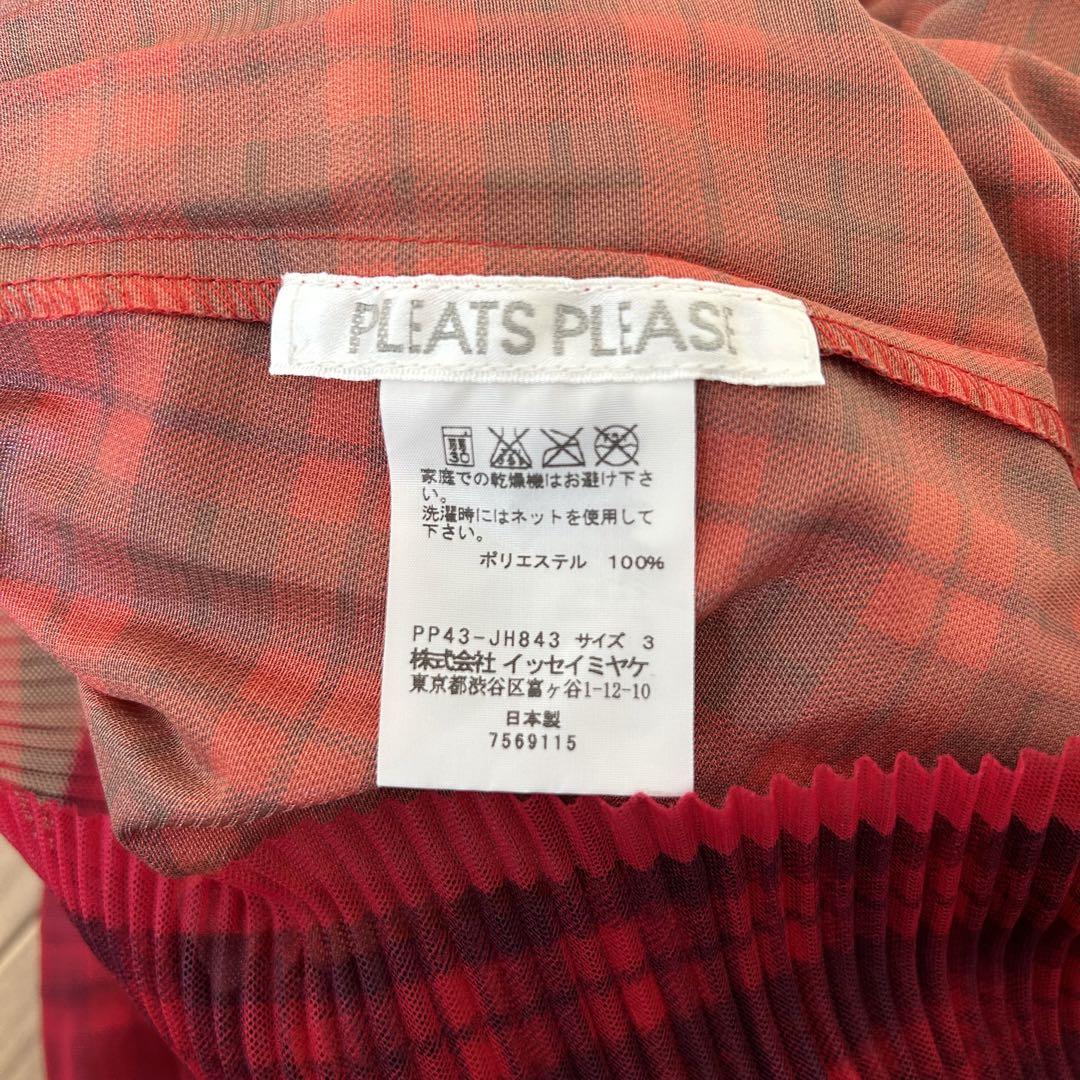 PLEATS PLEASE
家庭での乾燥機はお避け下さ
い。
洗濯時にはネットを使用して
下さい。
ポリエステル 100%
PP43-JH843 サイズ 3
株式会社 イッセイミヤケ
東京都渋谷区富ヶ谷1-12-10
日本製
7569115